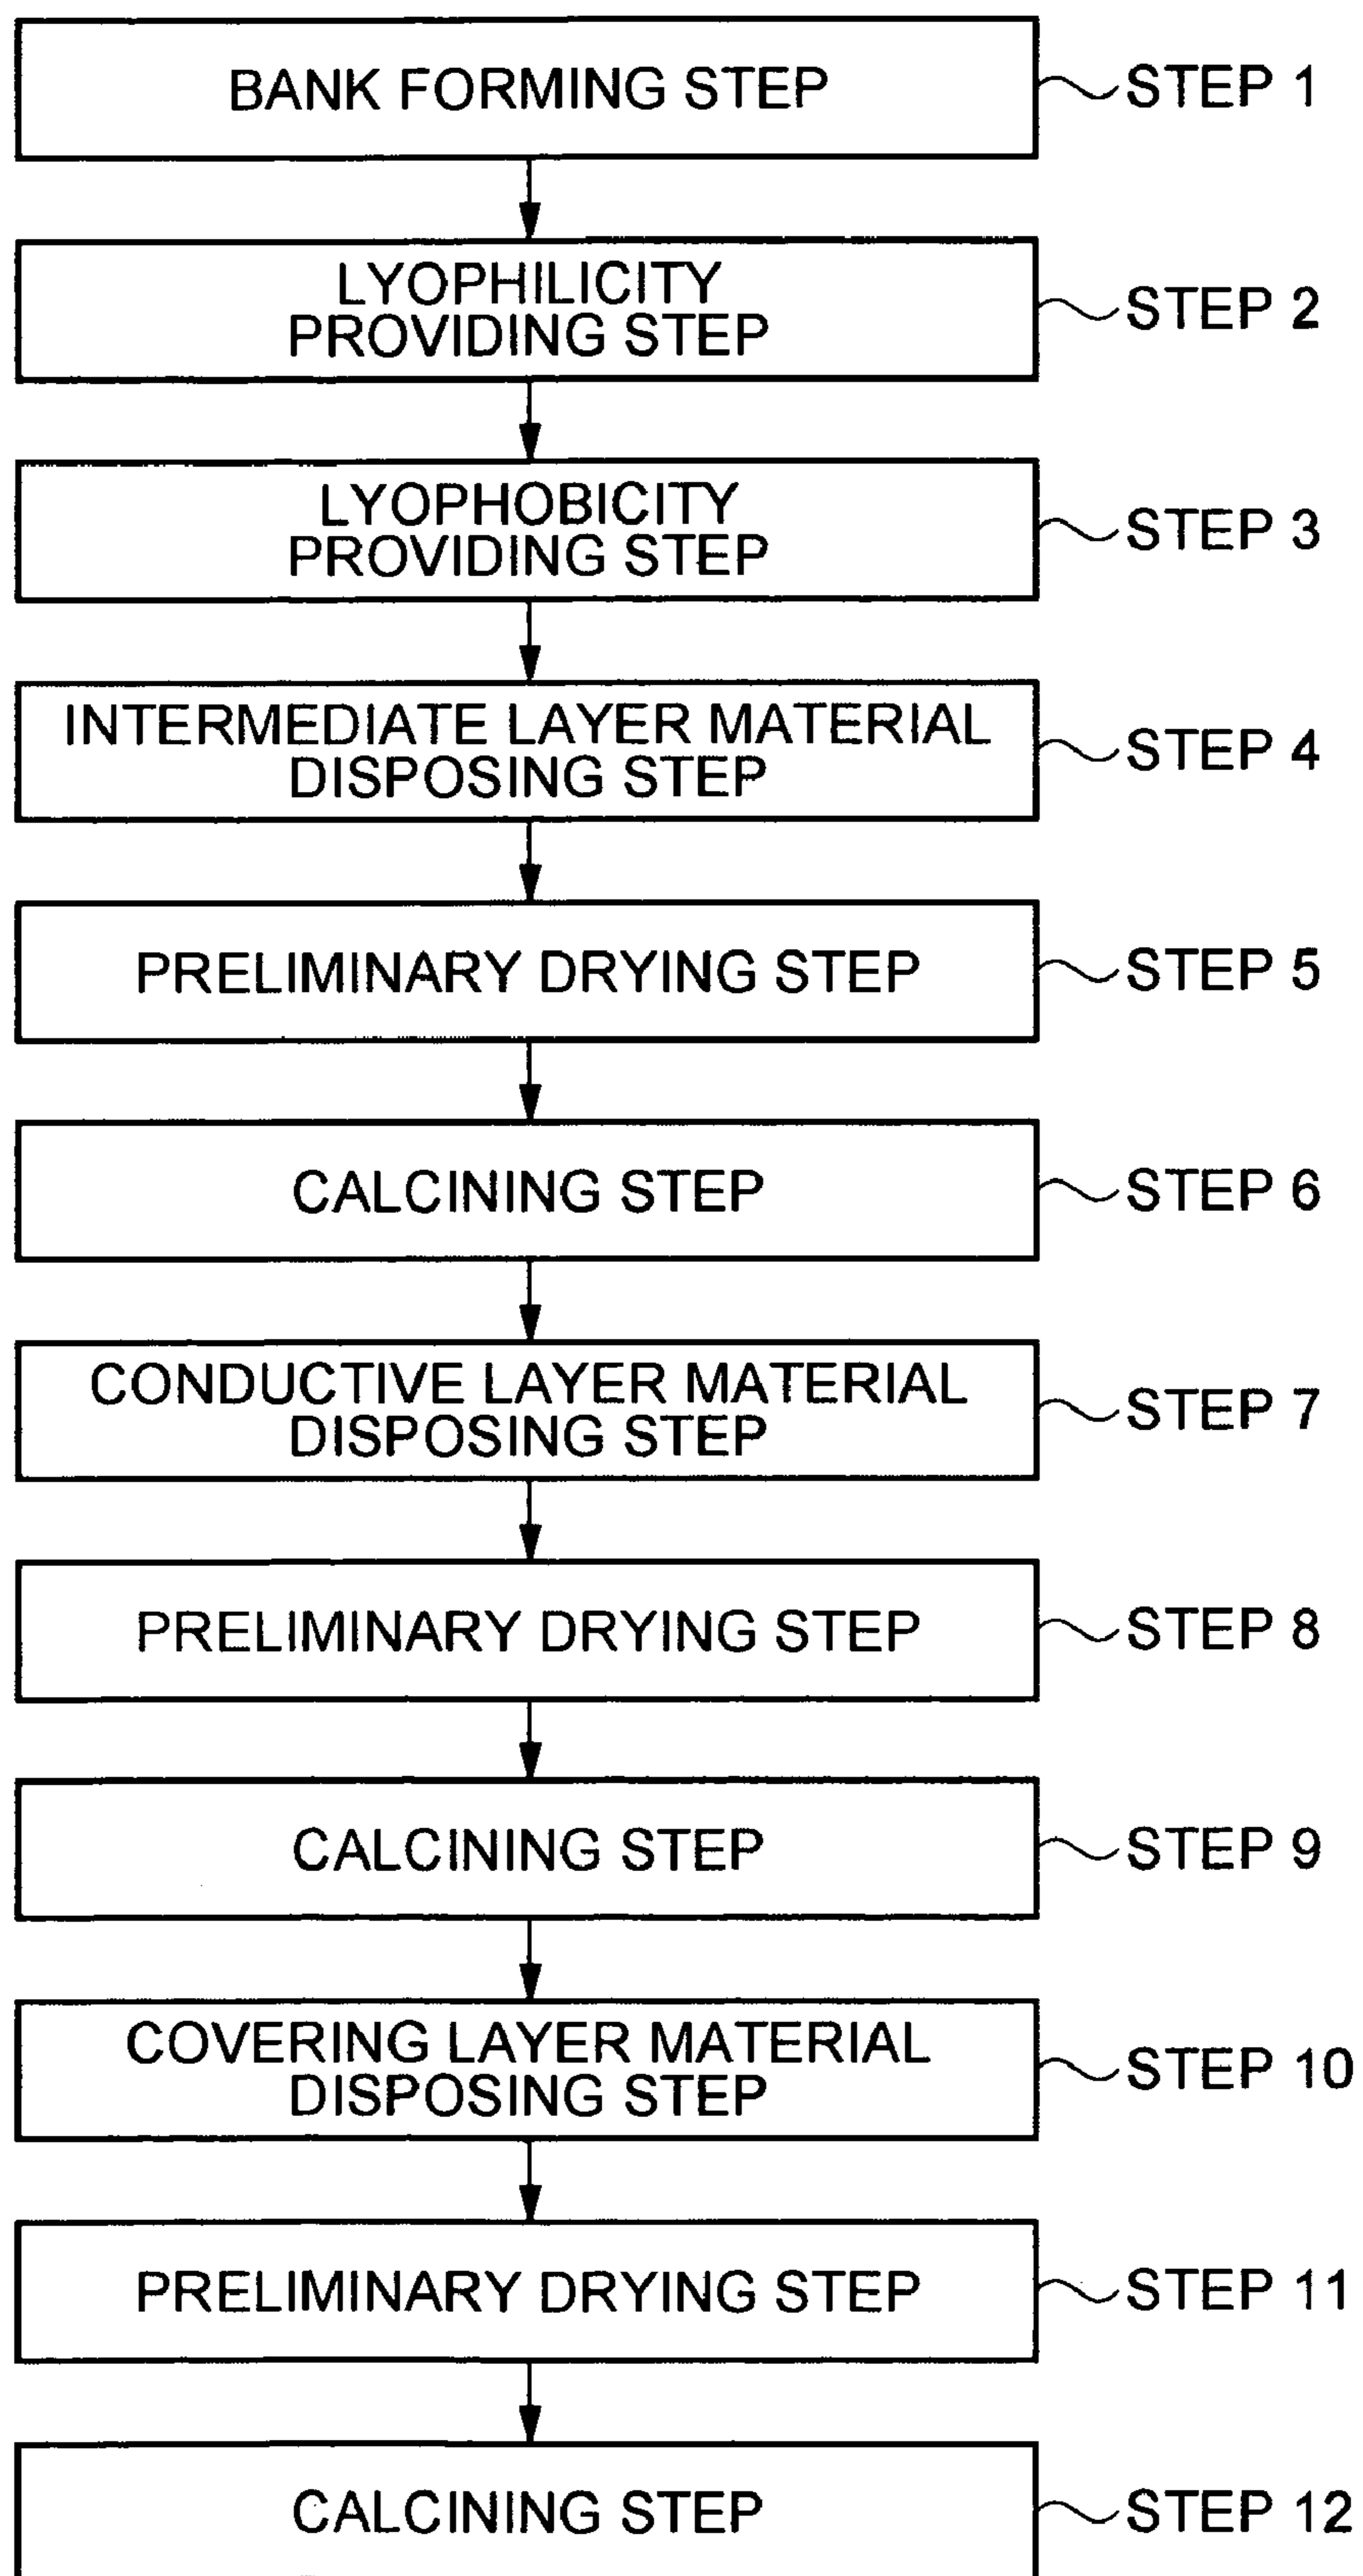 BANK FORMING STEP
STEP 1
LYOPHILICITY
PROVIDING STEP
STEP 2
LYOPHOBICITY
PROVIDING STEP
STEP 3
INTERMEDIATE LAYER MATERIAL
DISPOSING STEP
STEP 4
PRELIMINARY DRYING STEP
STEP 5
CALCINING STEP
STEP 6
CONDUCTIVE LAYER MATERIAL
DISPOSING STEP
STEP 7
PRELIMINARY DRYING STEP
STEP 8
CALCINING STEP
STEP 9
COVERING LAYER MATERIAL
DISPOSING STEP
STEP 10
PRELIMINARY DRYING STEP
STEP 11
CALCINING STEP
STEP 12